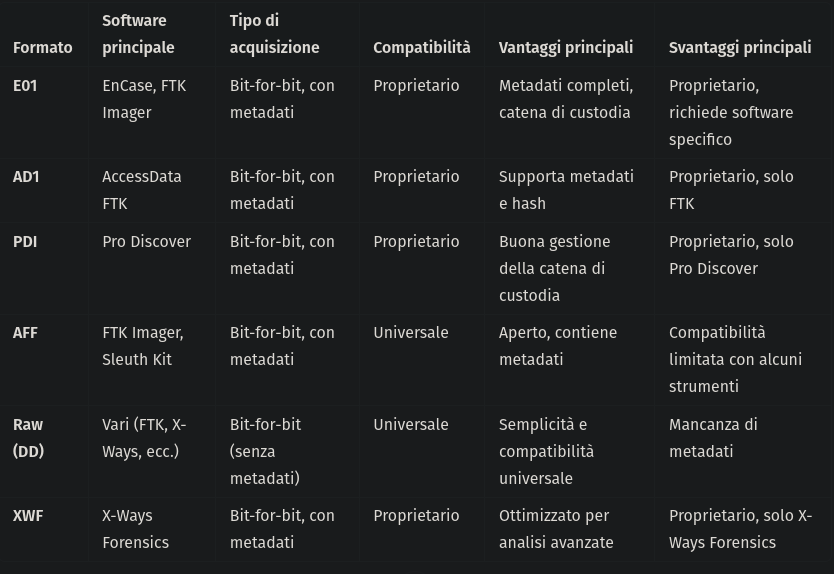 Formato | Software principale | Tipo di acquisizione | Compatibilità | Vantaggi principali | Svantaggi principali
E01 | EnCase, FTK Imager | Bit-for-bit, con metadati | Proprietario | Metadati completi, catena di custodia | Proprietario, richiede software specifico
AD1 | AccessData FTK | Bit-for-bit, con metadati | Proprietario | Supporta metadati e hash | Proprietario, solo FTK
PDI | Pro Discover | Bit-for-bit, con metadati | Proprietario | Buona gestione della catena di custodia | Proprietario, solo Pro Discover
AFF | FTK Imager, Sleuth Kit | Bit-for-bit, con metadati | Universale | Aperto, contiene metadati | Compatibilità limitata con alcuni strumenti
Raw (DD) | Vari (FTK, X-Ways, ecc.) | Bit-for-bit (senza metadati) | Universale | Semplicità e compatibilità universale | Mancanza di metadati
XWF | X-Ways Forensics | Bit-for-bit, con metadati | Proprietario | Ottimizzato per analisi avanzate | Proprietario, solo X-Ways Forensics